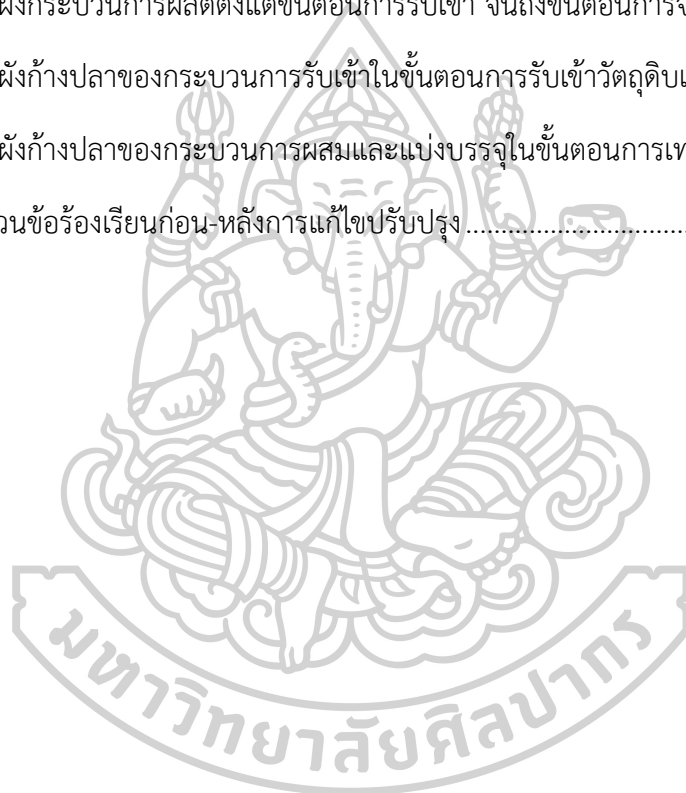 ผังกระบวนการผลิตตั้งแต่ขั้นตอนการรับเข้า จนถึงขั้นตอนการจ
ผังก้างปลาของกระบวนการรับเข้าในขั้นตอนการรับเข้าวัตถุดิบเ
ผังก้างปลาของกระบวนการผสมและแบ่งบรรจุในขั้นตอนการเท
วนข้อร้องเรียนก่อน-หลังการแก้ไขปรับปรุง
มหาวิทยาลัยศิลปากร